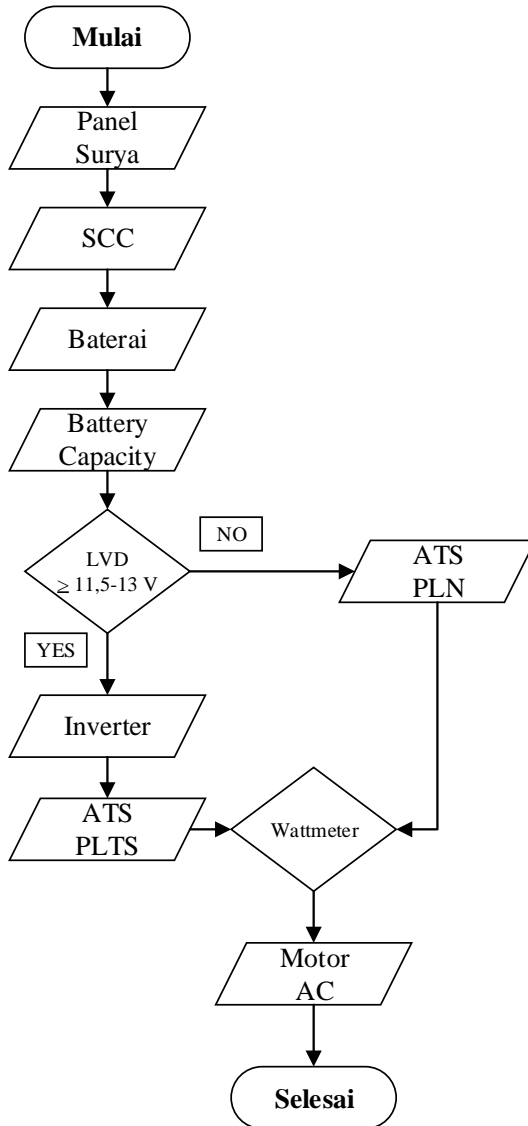 Mulai
Panel
Surya
SCC
Baterai
Battery
Capacity
LVD
≥ 11,5-13 V
NO
ATS
PLN
YES
Inverter
ATS
PLTS
Wattmeter
Motor
AC
Selesai